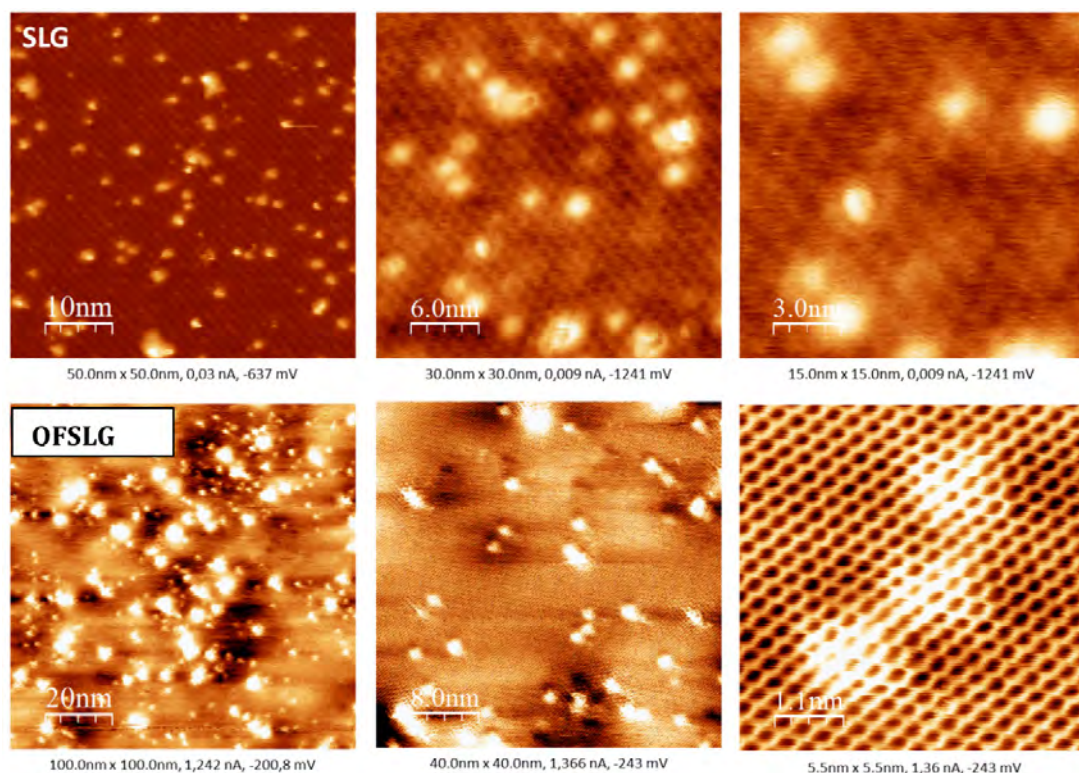 SLG
10nm
6.0nm
3.0nm
50.0nm x 50.0nm, 0,03 nA, -637 mV
30.0nm x 30.0nm, 0,009 nA, -1241 mV
15.0nm x 15.0nm, 0,009 nA, -1241 mV
QFSLG
20nm
8.0nm
1.1nm
100.0nm x 100.0nm, 1,242 nA, -200,8 mV
40.0nm x 40.0nm, 1,366 nA, -243 mV
5.5nm x 5.5nm, 1,36 nA, -243 mV